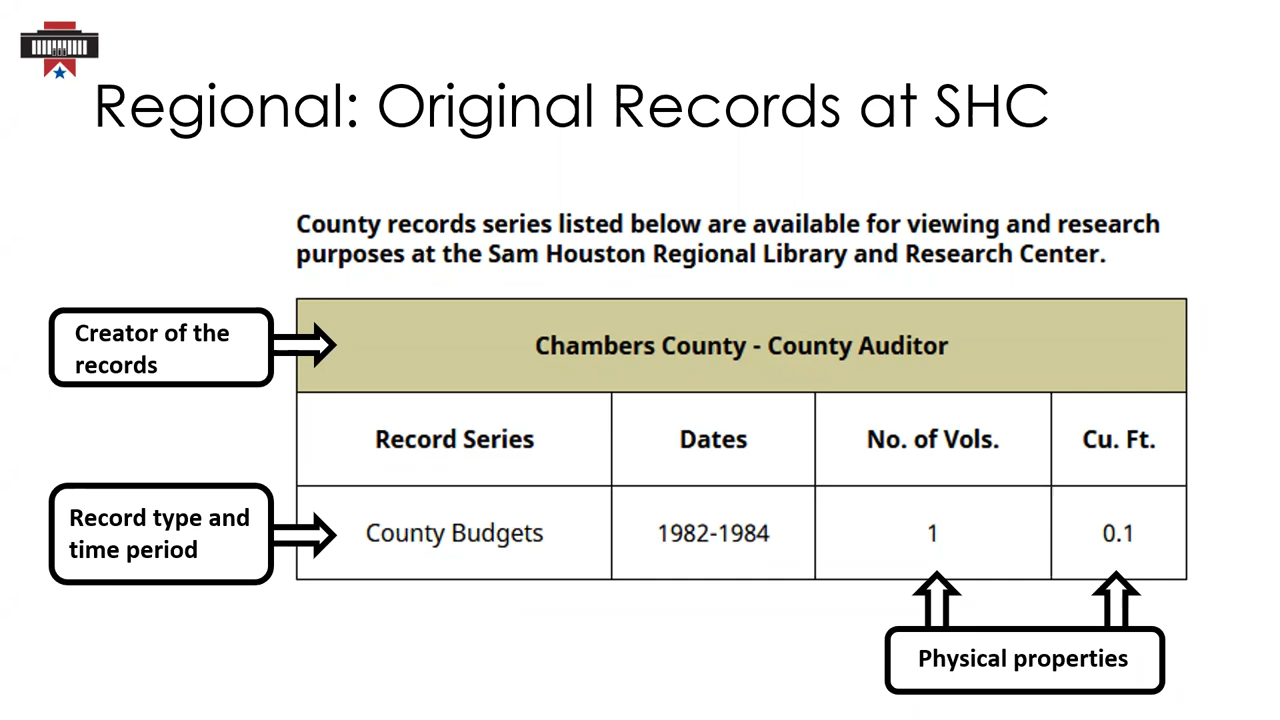 Regional: Original Records at SHC
County records series listed below are available for viewing and research
purposes at the Sam Houston Regional Library and Research Center.
Creator of the
records
Chambers County - County Auditor
Record Series Dates No. of Vols. Cu. Ft.
Record type and
time period
County Budgets 1982-1984 1 0.1
Physical properties